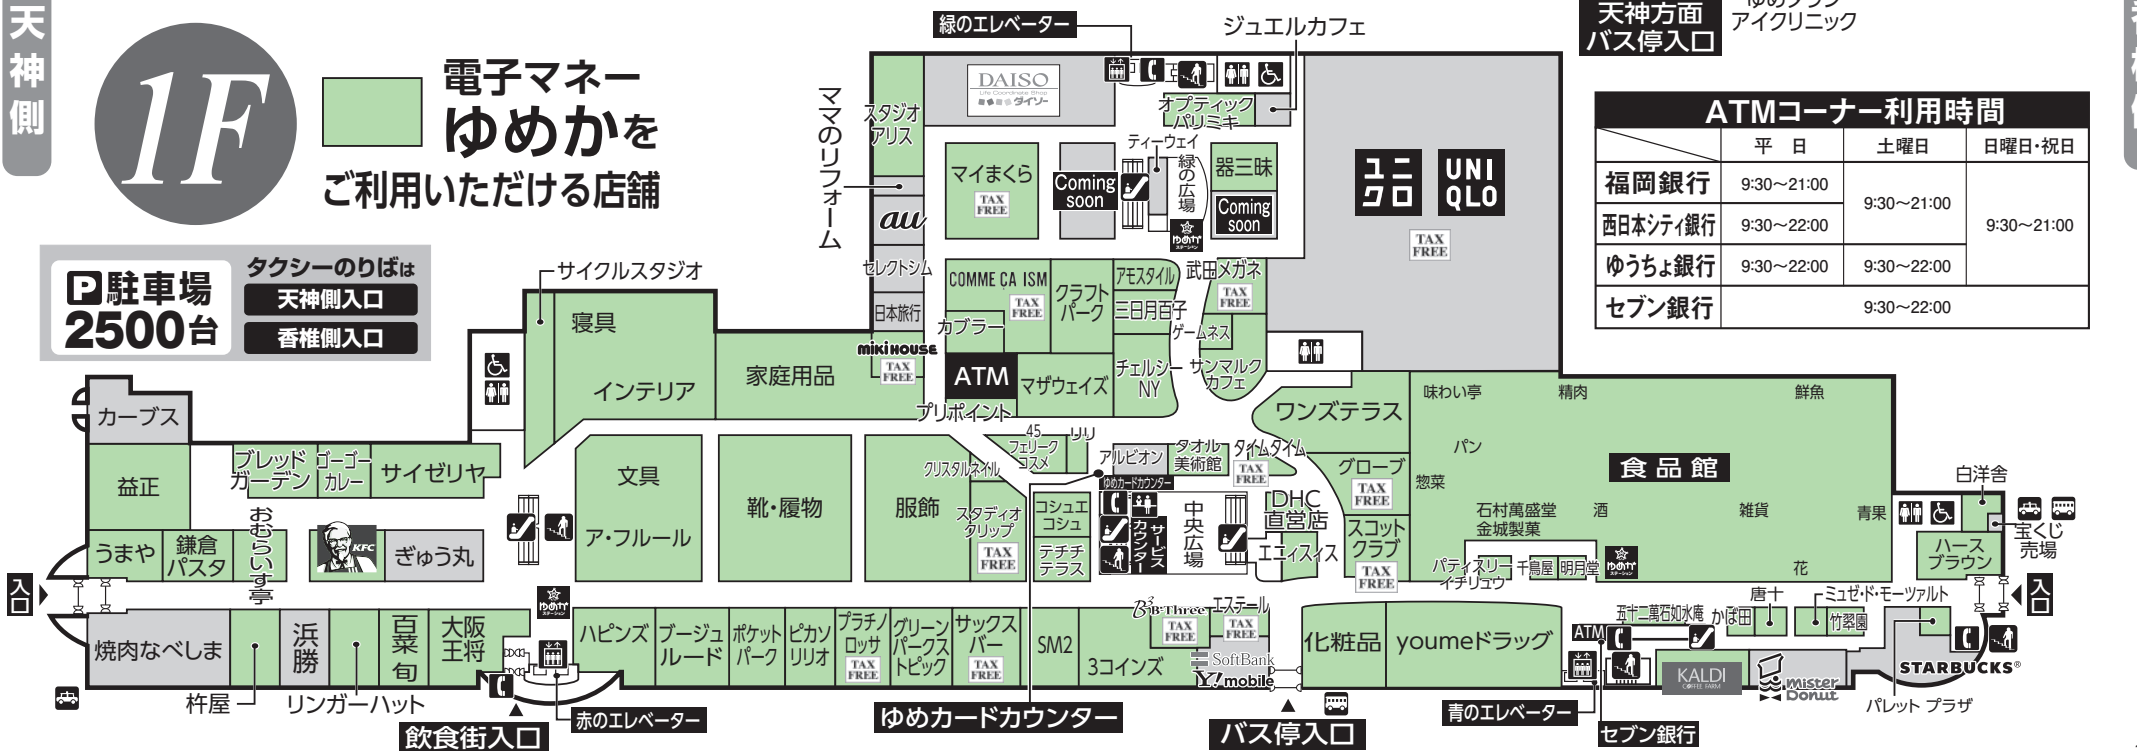 天神側
1F
電子マネー
ゆめかを
ご利用いただける店舗
P駐車場
2500台
タクシーのりばは
天神側入口
香椎側入口
天神方面
バス停入口
アイクリニック
ATMコーナー利用時間
平 日
土曜日
日曜日・祝日
福岡銀行
9:30〜21:00
西日本シティ銀行
9:30〜22:00
9:30〜21:00
9:30〜21:00
ゆうちょ銀行
9:30〜22:00
9:30〜22:00
セブン銀行
9:30〜22:00
緑のエレベーター
ジュエルカフェ
DAISO
Life Coordinate Shop
ダイソー
スタジオ
アリス
オプティック
パリミキ
ママのリフォーム
マイまくら
TAX
FREE
Coming
soon
ティーウェイ
緑の広場
ゆめか
ステーション
器三昧
Coming
soon
ユニクロ
UNI
QLO
TAX
FREE
au
セレクトシム
日本旅行
miki HOUSE
TAX
FREE
COMME CA ISM
TAX
FREE
カプラー
クラフト
パーク
アモスタイル
三日月百子
武田メガネ
TAX
FREE
ゲームネス
チェルシー
NY
サンマルク
カフェ
ATM
マザウェイズ
プリポイント
サイクルスタジオ
寝具
インテリア
家庭用品
カーブス
益正
ブレッド
ガーデン
ゴーゴー
カレー
サイゼリヤ
うまや
鎌倉
パスタ
おむらいす亭
KFC
ぎゅう丸
文具
ア・フルール
靴・履物
服飾
クリスタルネイル
スタディオ
クリップ
TAX
FREE
45
フェリーク
コスメ
リリ
アルビオン
タオル
美術館
タイムタイム
TAX
FREE
ゆめカードカウンター
コシュエ
コシュ
テチチ
テラス
サービス
カウンター
中央広場
DHC
直営店
エニィスイス
ワンズテラス
グローブ
TAX
FREE
スコット
クラブ
TAX
FREE
味わい亭
精肉
鮮魚
パン
惣菜
食品館
石村萬盛堂
金城製菓
酒
雑貨
青果
パティスリー
イチリュウ
千鳥屋
明月堂
ゆめか
ステーション
花
白洋舎
宝くじ
売場
ハース
ブラウン
入口
入口
焼肉なべしま
杵屋
浜勝
リンガーハット
百菜 旬
大阪
王将
ゆめか
ステーション
飲食街入口
赤のエレベーター
ハピンズ
ブージュ
ルード
ポケット
パーク
ピカソ
リリオ
プラチノ
ロッサ
TAX
FREE
グリーン
パークス
トピック
サックス
バー
TAX
FREE
SM2
3コインズ
B3 B-Three
TAX
FREE
エステール
TAX
FREE
SoftBank
Y!mobile
ゆめカードカウンター
バス停入口
化粧品
youmeドラッグ
ATM
青のエレベーター
セブン銀行
五十二萬石如水庵
かば田
唐十
ミュゼ・ド・モーツァルト
竹翠園
KALDI
COFFEE FARM
mister
Donut
STARBUCKS®
パレット プラザ